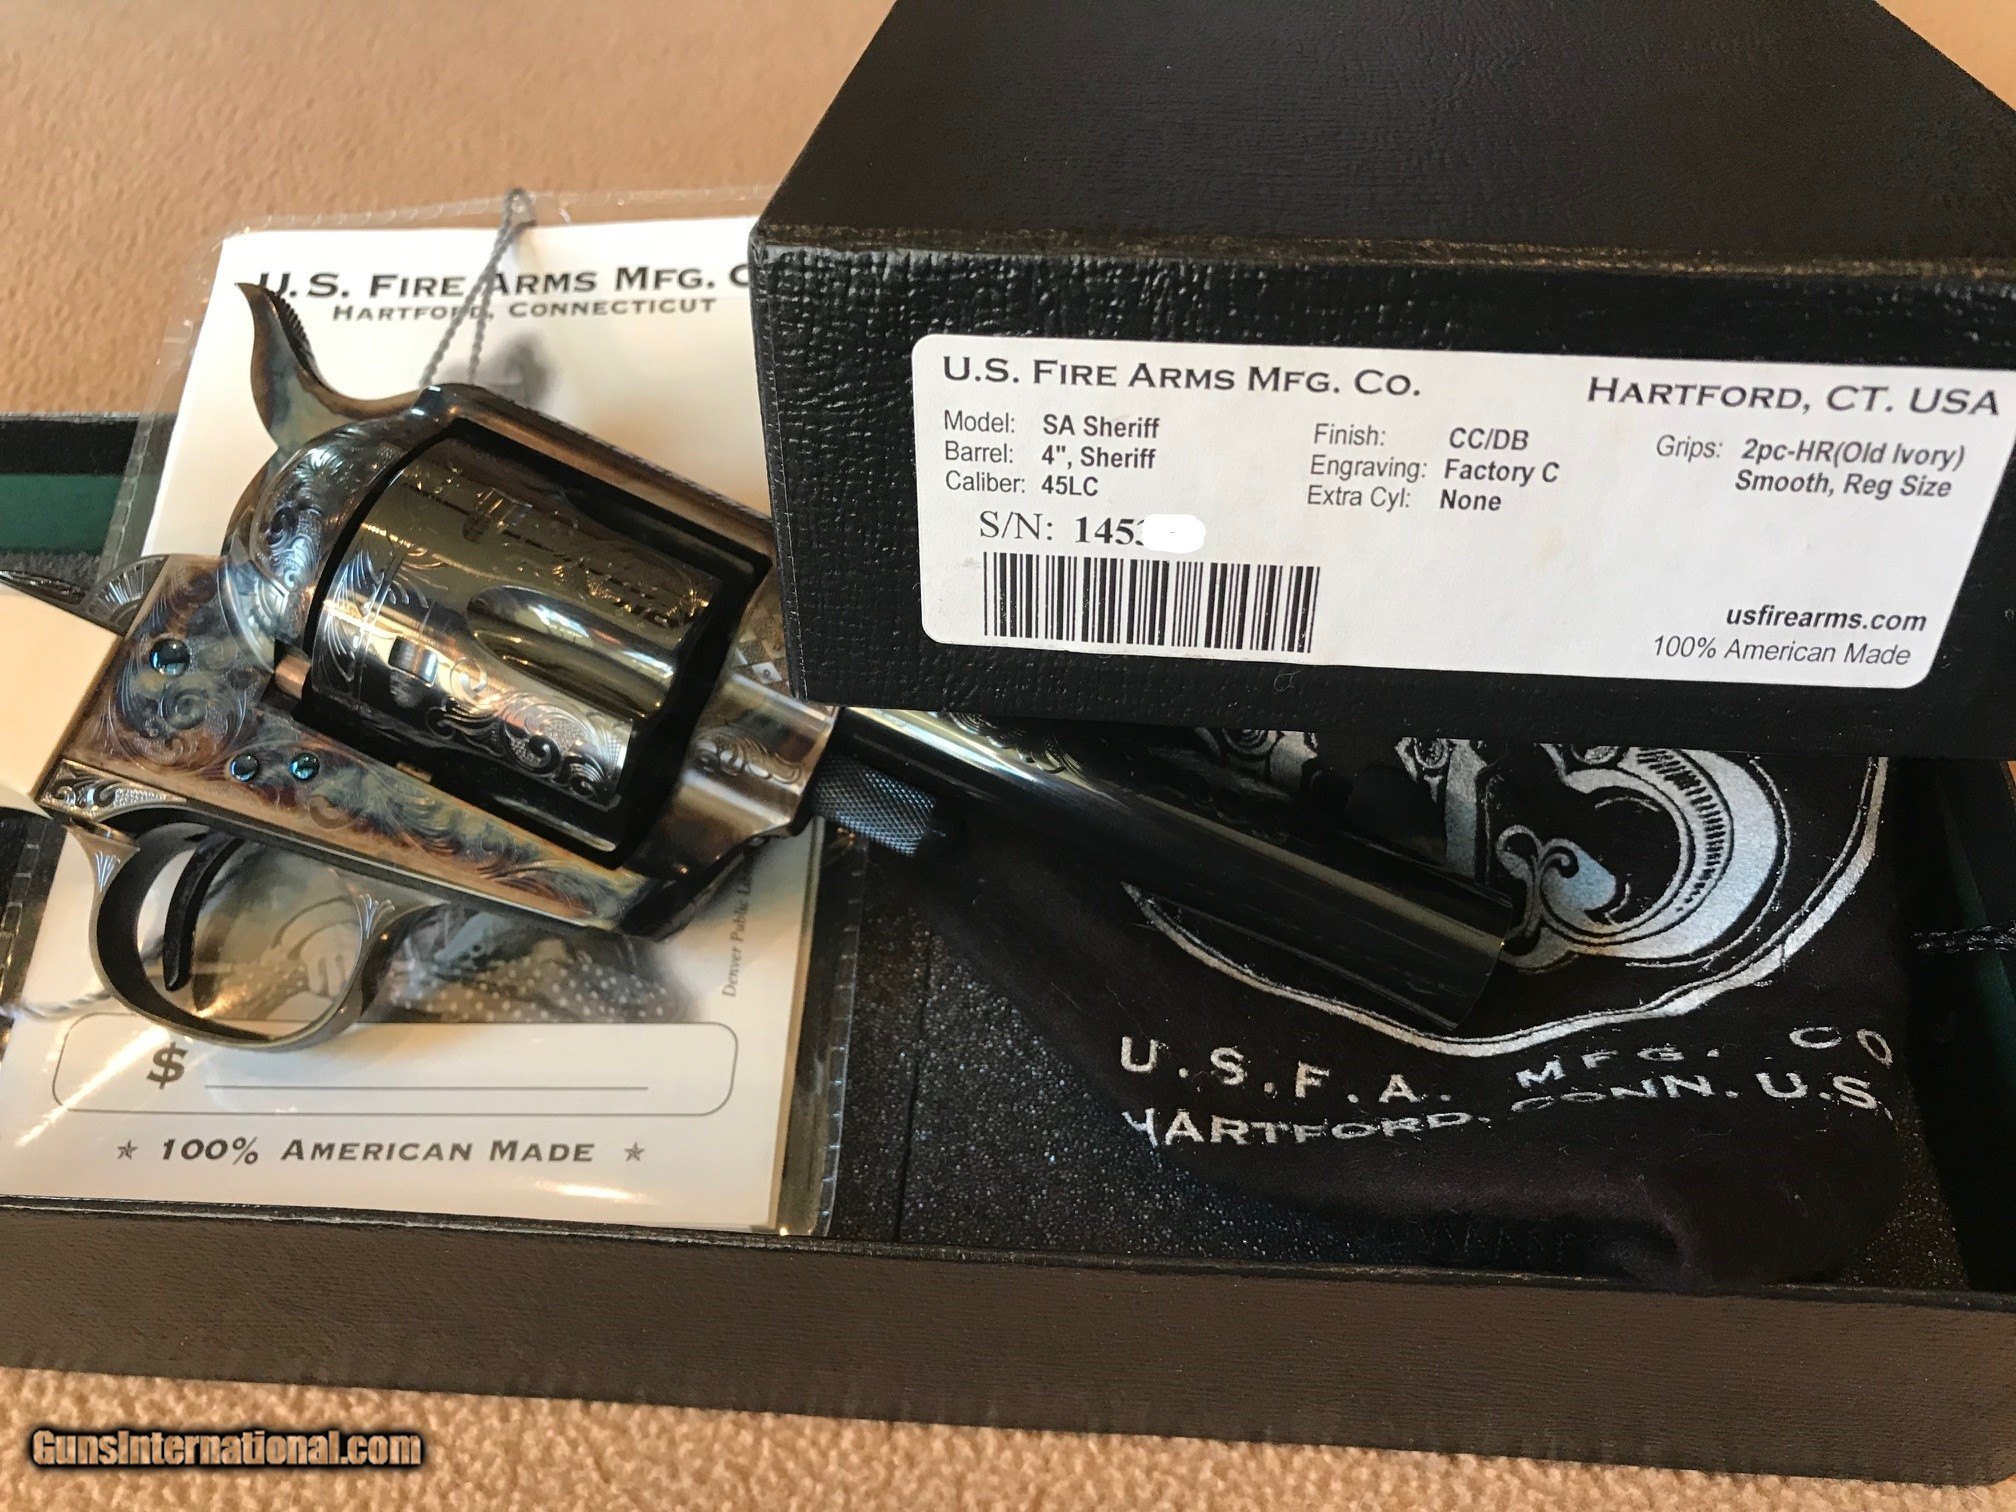 U.S. FIRE ARMS MFG. C
HARTFORD, CONNECTICUT
U.S. FIRE ARMS MFG. CO.
HARTFORD, CT. USA
Model: SA Sheriff
Barrel: 4", Sheriff
Caliber: 45LC
Finish: CC/DB
Engraving: Factory C
Extra Cyl: None
Grips: 2pc-HR(Old Ivory)
Smooth, Reg Size
S/N: 145
usfirearms.com
100% American Made
Denver Public
$
★ 100% AMERICAN MADE ★
U.S.F.A. MFG. CO
HARTFORD. CONN. U.S.
GunsInternational.com